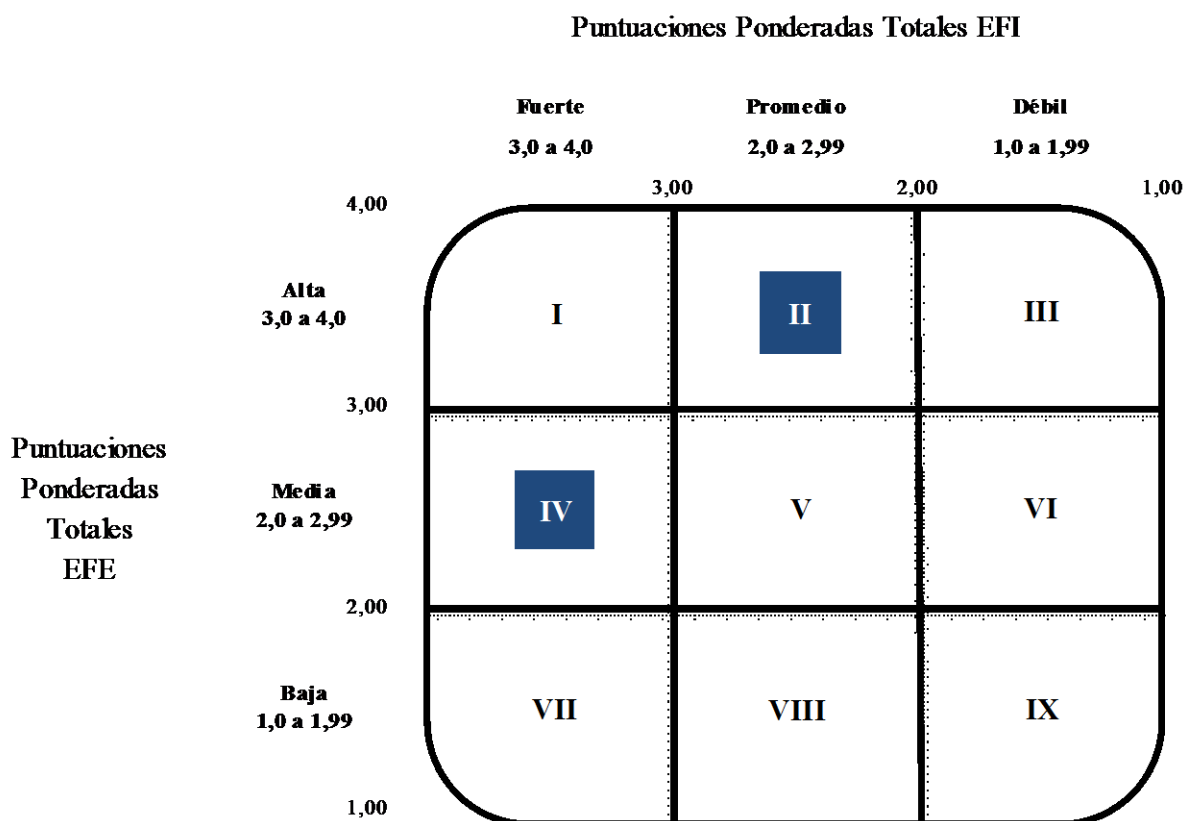 Puntuaciones Ponderadas Totales EFI
Fuerte Promedio Débil
3,0 a 4,0 2,0 a 2,99 1,0 a 1,99
3,00 2,00 1,00
4,00
Alta
3,0 a 4,0
I II III
3,00
Puntuaciones
Ponderadas
Totales
EFE
Media
2,0 a 2,99
IV V VI
2,00
Baja
1,0 a 1,99
VII VIII IX
1,00